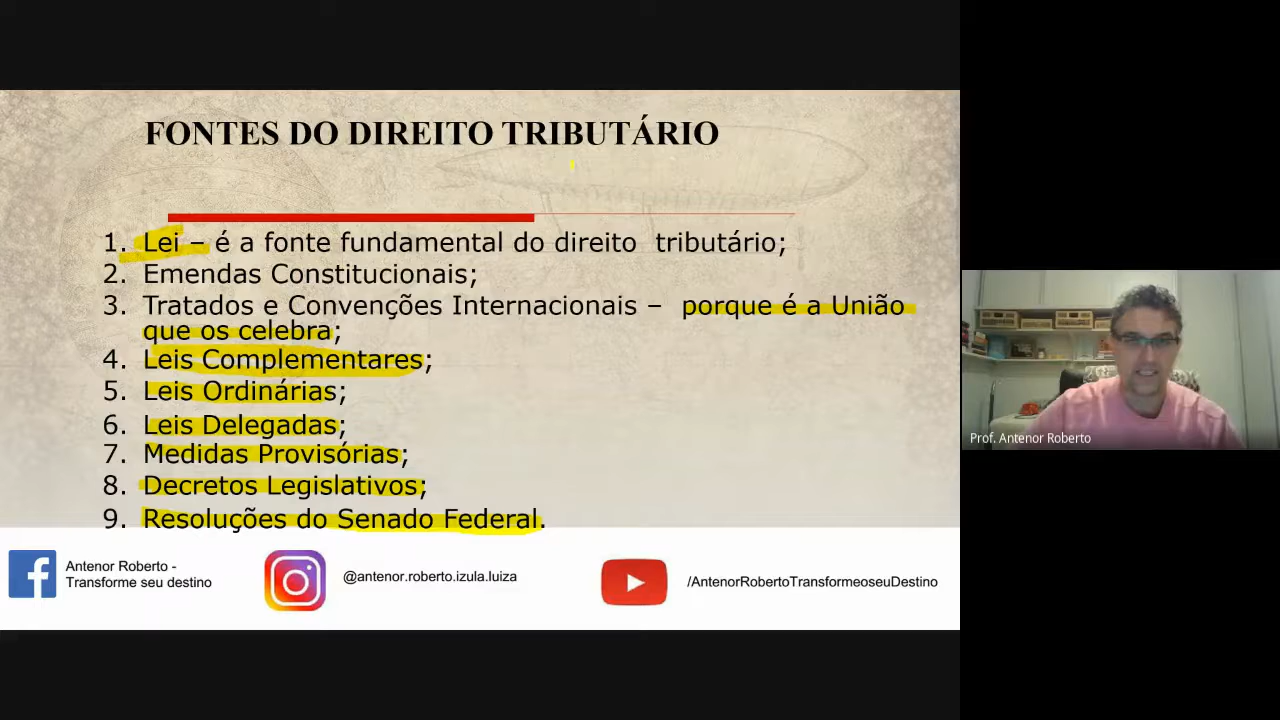 FONTES DO DIREITO TRIBUTÁRIO
1. Lei – é a fonte fundamental do direito tributário;
2. Emendas Constitucionais;
3. Tratados e Convenções Internacionais – porque é a União
que os celebra;
4. Leis Complementares;
5. Leis Ordinárias;
6. Leis Delegadas;
7. Medidas Provisórias;
8. Decretos Legislativos;
9. Resoluções do Senado Federal.
Antenor Roberto -
Transforme seu destino
@antenor.roberto.izula.luiza
/AntenorRobertoTransformeoseuDestino
Prof. Antenor Roberto